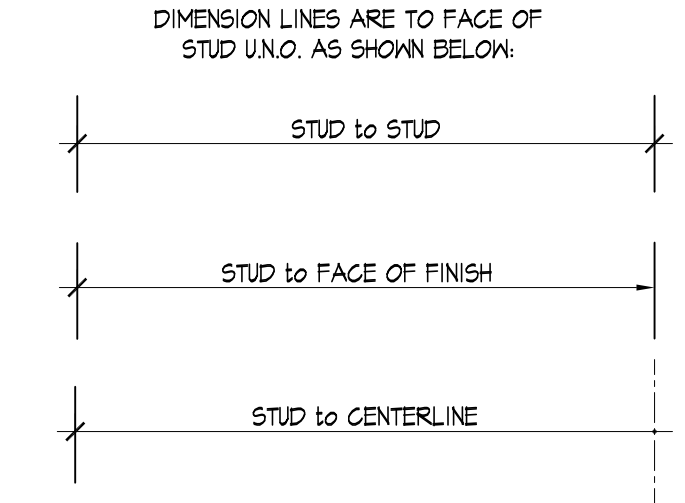 DIMENSION LINES ARE TO FACE OF
STUD U.N.O. AS SHOWN BELOW:
STUD to STUD
STUD to FACE OF FINISH
STUD to CENTERLINE